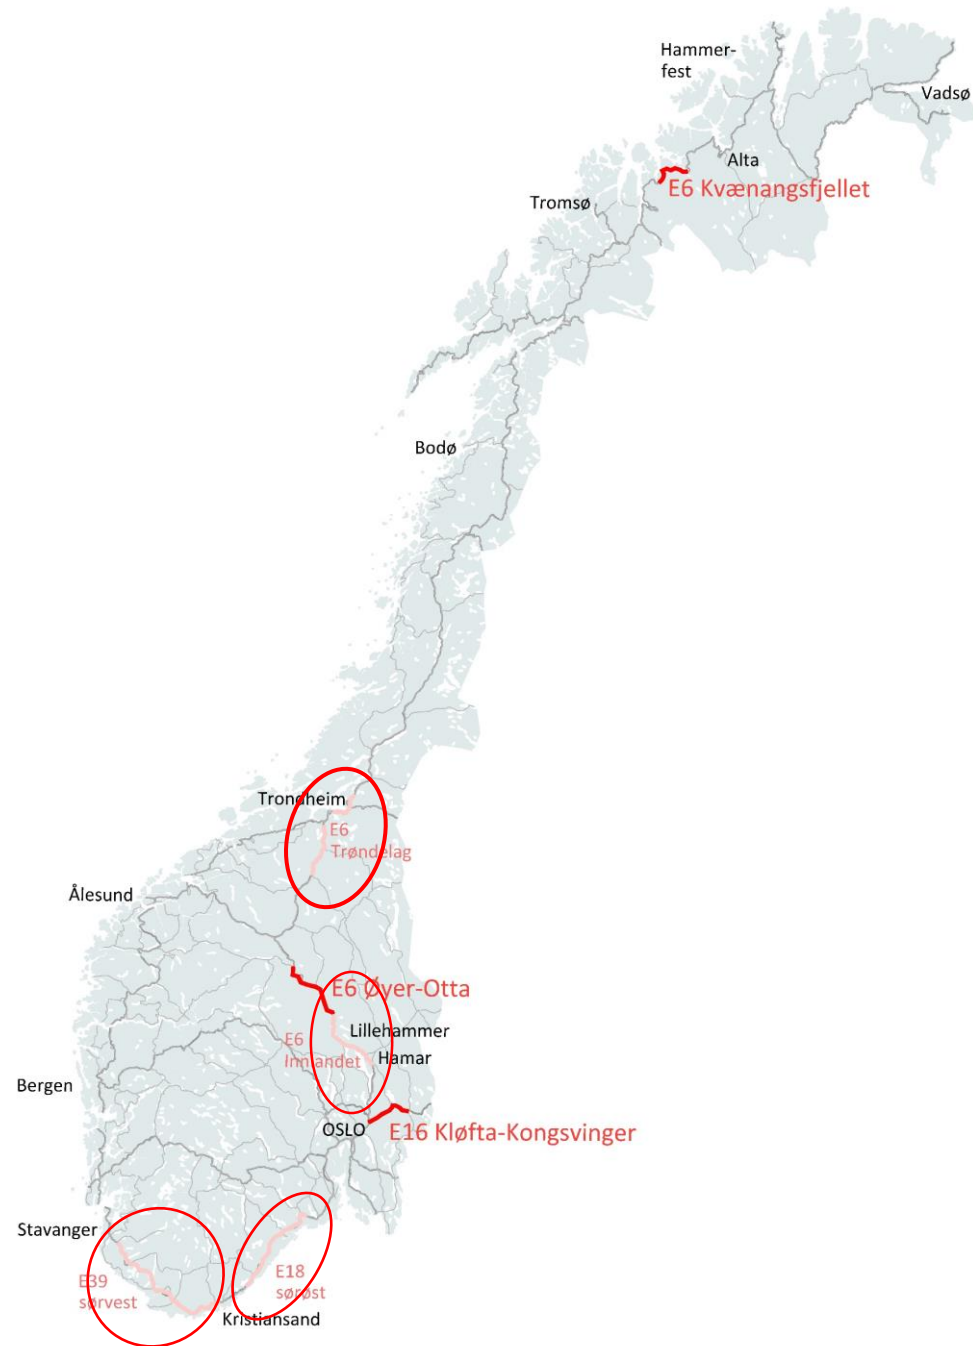 Hammer-
fest
Vadsø
Alta
E6 Kvænangsfjellet
Tromsø
Bodø
Trondheim
E6
Trøndelag
Ålesund
E6 Øyer-Otta
Lillehammer
E6
Innlandet
Hamar
Bergen
OSLO
E16 Kløfta-Kongsvinger
Stavanger
E39
sørvest
E18
sørøst
Kristiansand